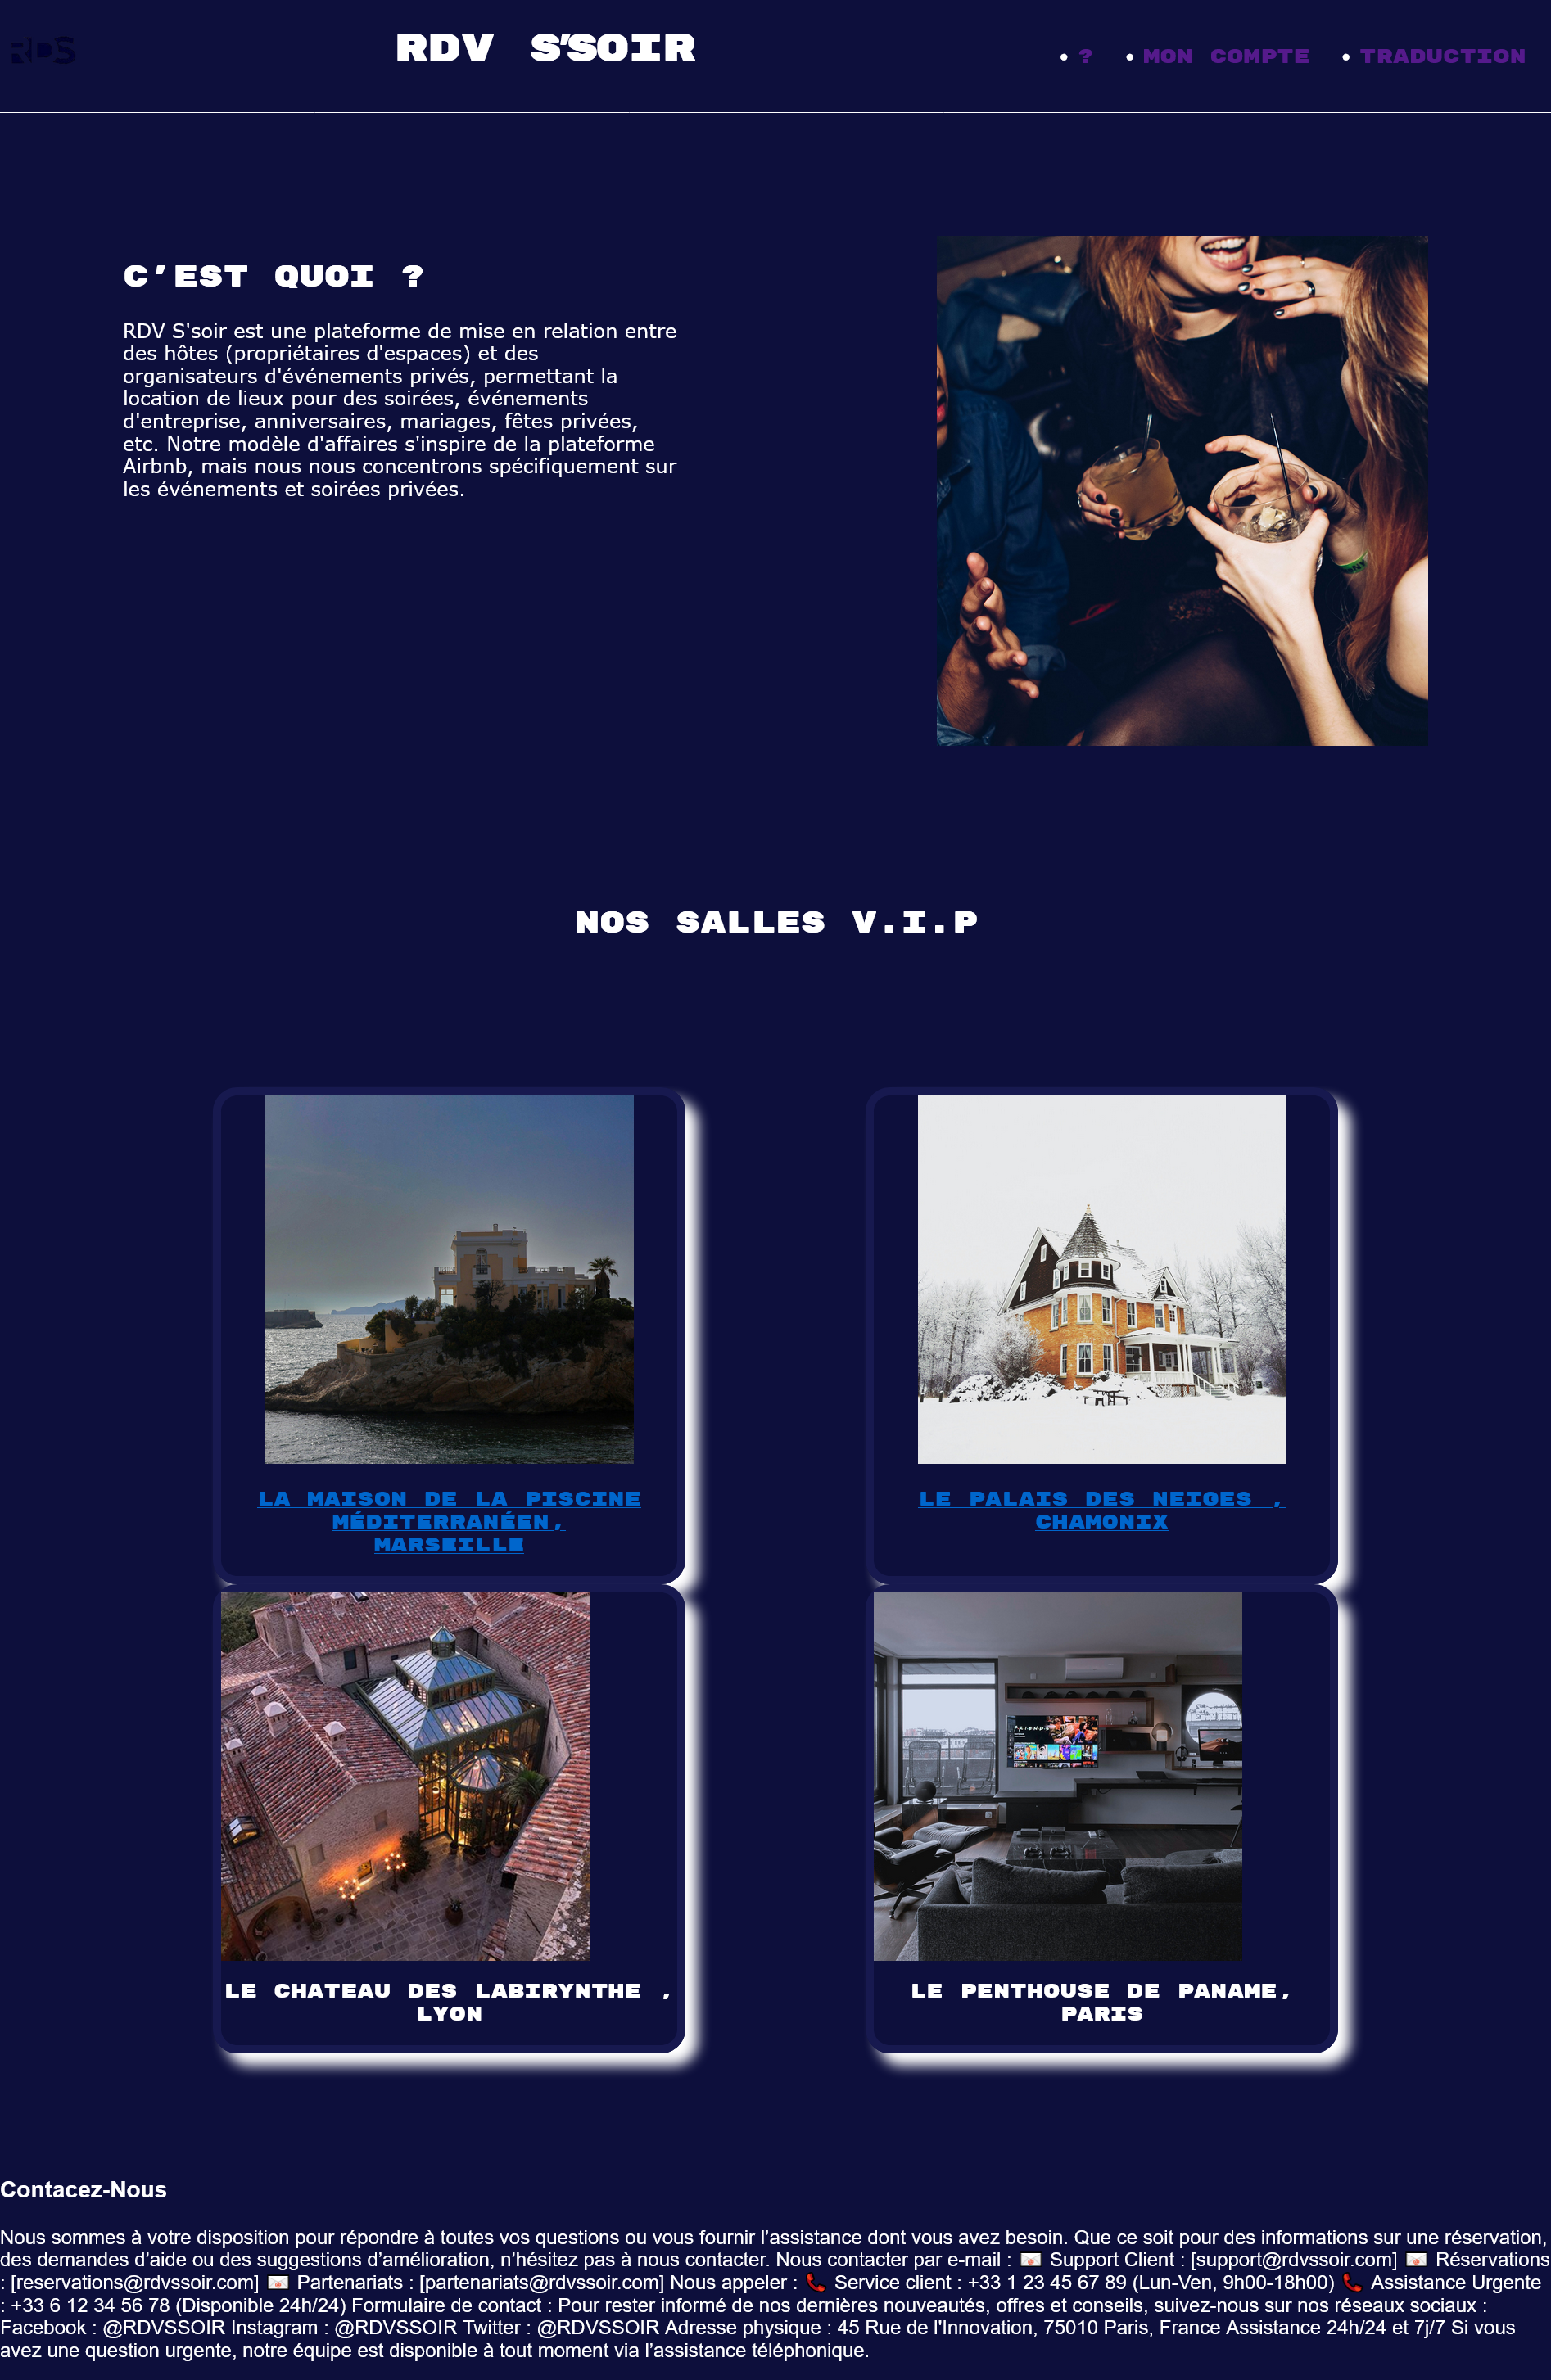 RDS
RDV S'SOIR
?
MON COMPTE
TRADUCTION
C'EST QUOI ?
RDV S'soir est une plateforme de mise en relation entre
des hôtes (propriétaires d'espaces) et des
organisateurs d'événements privés, permettant la
location de lieux pour des soirées, événements
d'entreprise, anniversaires, mariages, fêtes privées,
etc. Notre modèle d'affaires s'inspire de la plateforme
Airbnb, mais nous nous concentrons spécifiquement sur
les événements et soirées privées.
NOS SALLES V.I.P
LA MAISON DE LA PISCINE
MÉDITERRANÉEN,
MARSEILLE
LE PALAIS DES NEIGES ,
CHAMONIX
FRIENDS
LE CHATEAU DES LABIRYNTHE ,
LYON
LE PENTHOUSE DE PANAME,
PARIS
Contacez-Nous
Nous sommes à votre disposition pour répondre à toutes vos questions ou vous fournir l’assistance dont vous avez besoin. Que ce soit pour des informations sur une réservation,
des demandes d’aide ou des suggestions d’amélioration, n’hésitez pas à nous contacter. Nous contacter par e-mail : 💌 Support Client : [support@rdvssoir.com] 💌 Réservations
: [reservations@rdvssoir.com] 💌 Partenariats : [partenariats@rdvssoir.com] Nous appeler : 📞 Service client : +33 1 23 45 67 89 (Lun-Ven, 9h00-18h00) 📞 Assistance Urgente
: +33 6 12 34 56 78 (Disponible 24h/24) Formulaire de contact : Pour rester informé de nos dernières nouveautés, offres et conseils, suivez-nous sur nos réseaux sociaux :
Facebook : @RDVSSOIR Instagram : @RDVSSOIR Twitter : @RDVSSOIR Adresse physique : 45 Rue de l'Innovation, 75010 Paris, France Assistance 24h/24 et 7j/7 Si vous
avez une question urgente, notre équipe est disponible à tout moment via l’assistance téléphonique.